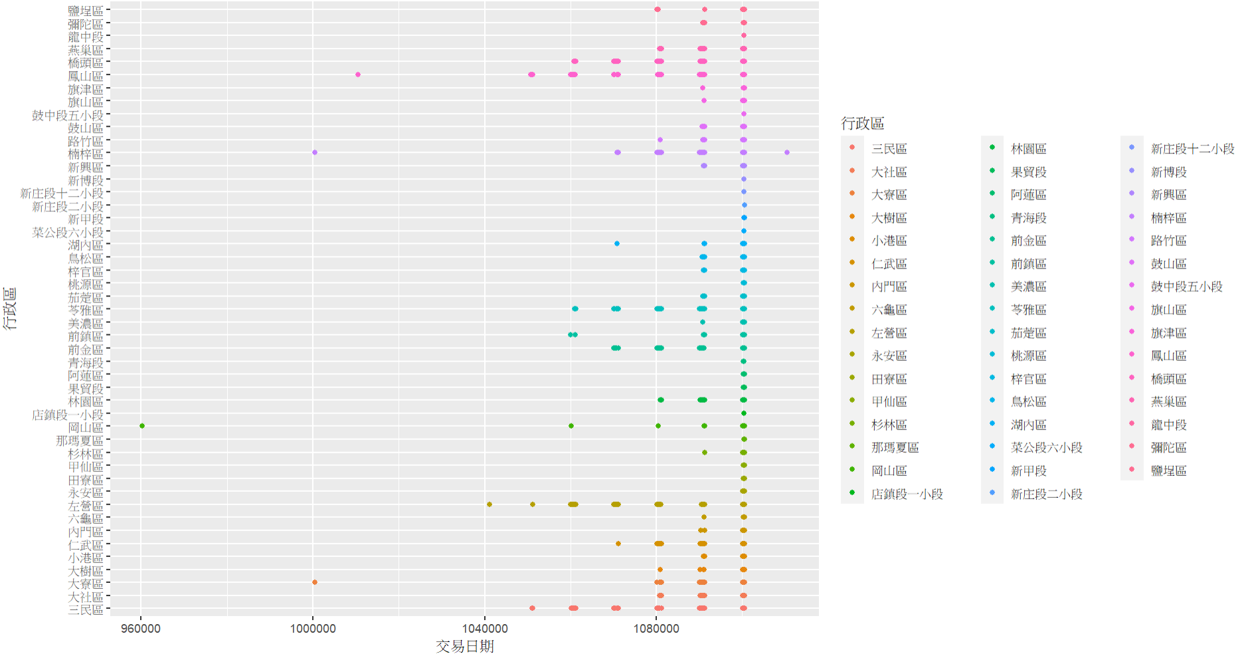 鹽埕區
彌陀區
龍中段
燕巢區
橋頭區
鳳山區
旗津區
旗山區
鼓中段五小段
鼓山區
路竹區
楠梓區
新興區
新博段
新庄段十二小段
新庄段二小段
新甲段
菜公段六小段
湖內區
鳥松區
梓官區
桃源區
茄萣區
苓雅區
美濃區
前鎮區
前金區
青海段
阿蓮區
果貿段
林園區
店鎮段一小段
岡山區
那瑪夏區
杉林區
甲仙區
田寮區
永安區
左營區
六龜區
內門區
仁武區
小港區
大樹區
大寮區
大社區
三民區
行政區
960000 1000000 1040000 1080000
交易日期
行政區
三民區
大社區
大寮區
大樹區
小港區
仁武區
內門區
六龜區
左營區
永安區
田寮區
甲仙區
杉林區
那瑪夏區
岡山區
店鎮段一小段
林園區
果貿段
阿蓮區
青海段
前金區
前鎮區
美濃區
苓雅區
茄萣區
桃源區
梓官區
鳥松區
湖內區
菜公段六小段
新甲段
新庄段二小段
新庄段十二小段
新博段
新興區
楠梓區
路竹區
鼓山區
鼓中段五小段
旗山區
旗津區
鳳山區
橋頭區
燕巢區
龍中段
彌陀區
鹽埕區